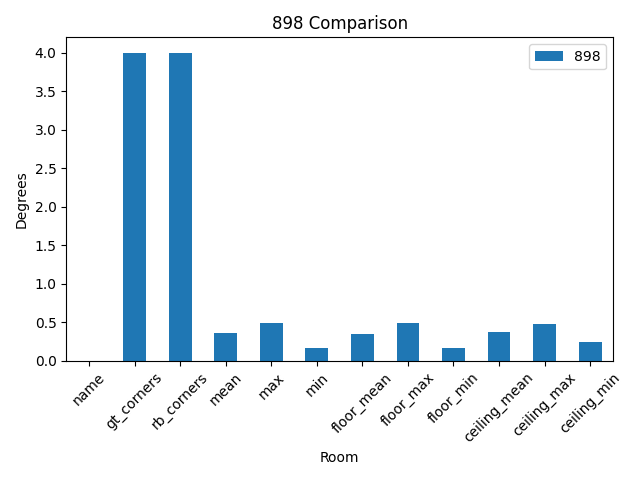 898 Comparison
898
Degrees
4.0
3.5
3.0
2.5
2.0
1.5
1.0
0.5
0.0
name
gt_corners
rb_corners
mean
max
min
floor_mean
floor_max
floor_min
ceiling_mean
ceiling_max
ceiling_min
Room